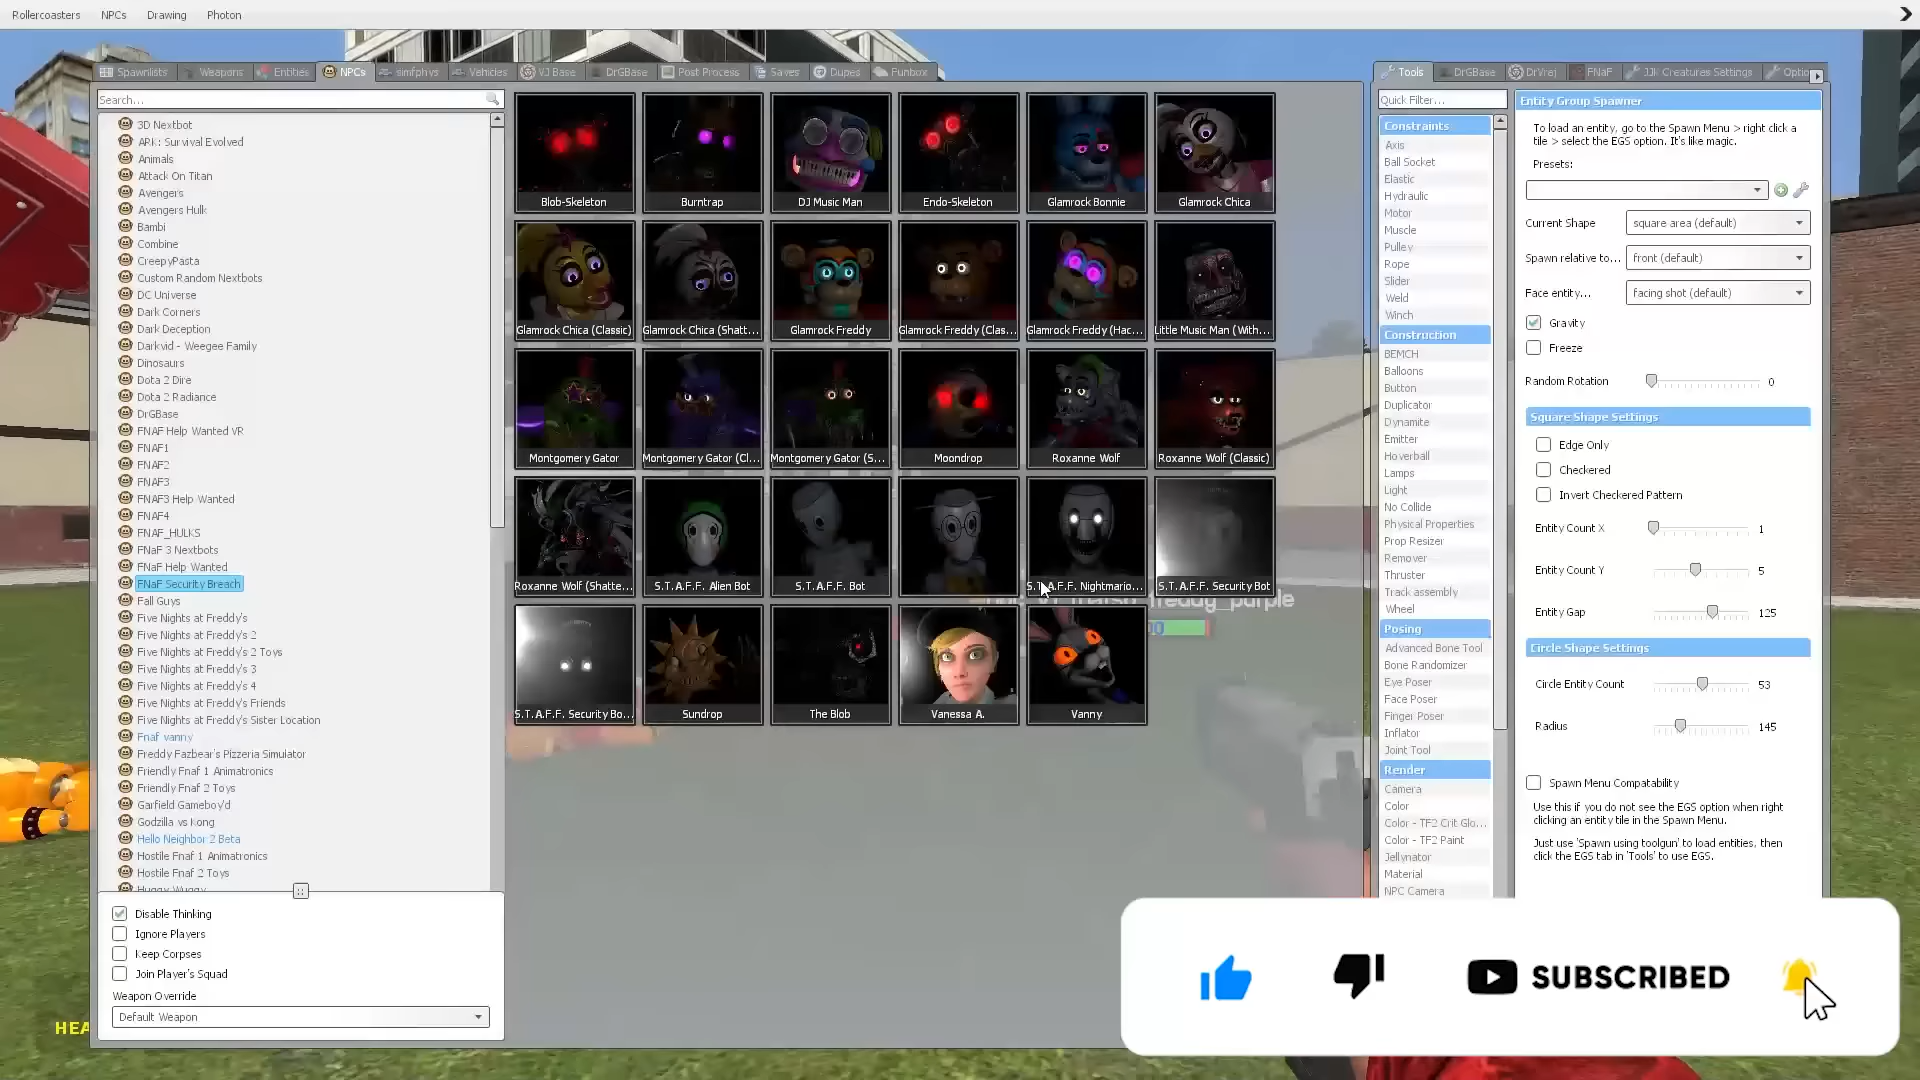 Rollercoasters NPCs Drawing Photon
Spawnlists Weapons Entities NPCs simfphys Vehicles VJ Base DrGBase Post Process Saves Dupes Funbox
Search...
3D Nextbot
ARK: Survival Evolved
Animals
Attack On Titan
Avengers
Avengers Hulk
Bambi
Combine
CreepyPasta
Custom Random Nextbots
DC Universe
Dark Corners
Dark Deception
Darkvid - Weegee Family
Dinosaurs
Dota 2 Dire
Dota 2 Radiance
DrGBase
FNAF Help Wanted VR
FNAF1
FNAF2
FNAF3
FNAF3 Help Wanted
FNAF4
FNAF_HULKS
FNaF 3 Nextbots
FNaF Help Wanted
FNaF Security Breach
Fall Guys
Five Nights at Freddy's
Five Nights at Freddy's 2
Five Nights at Freddy's 2 Toys
Five Nights at Freddy's 3
Five Nights at Freddy's 4
Five Nights at Freddy's Friends
Five Nights at Freddy's Sister Location
Fnaf vanny
Freddy Fazbear's Pizzeria Simulator
Friendly Fnaf 1 Animatronics
Friendly Fnaf 2 Toys
Garfield Gameboy'd
Godzilla vs Kong
Hello Neighbor 2 Beta
Hostile Fnaf 1 Animatronics
Hostile Fnaf 2 Toys
Huggy Wuggy
Disable Thinking
Ignore Players
Keep Corpses
Join Player's Squad
Weapon Override
Default Weapon
HEA
Blob-Skeleton Burntrap DJ Music Man Endo-Skeleton Glamrock Bonnie Glamrock Chica
Glamrock Chica (Classic) Glamrock Chica (Shatt... Glamrock Freddy Glamrock Freddy (Clas... Glamrock Freddy (Hac... Little Music Man (With...
Montgomery Gator Montgomery Gator (Cl... Montgomery Gator (S... Moondrop Roxanne Wolf Roxanne Wolf (Classic)
Roxanne Wolf (Shatte... S.T.A.F.F. Alien Bot S.T.A.F.F. Bot S.T.A.F.F. Nightmario... S.T.A.F.F. Security Bot
freddy_purple
S.T.A.F.F. Security Bo... Sundrop The Blob Vanessa A. Vanny
Tools DrGBase DrVrej FNaF JJK Creatures Settings Optio
Quick Filter...
Constraints
Axis
Ball Socket
Elastic
Hydraulic
Motor
Muscle
Pulley
Rope
Slider
Weld
Winch
Construction
BEMCH
Balloons
Button
Duplicator
Dynamite
Emitter
Hoverball
Lamps
Light
No Collide
Physical Properties
Prop Resizer
Remover
Thruster
Track assembly
Wheel
Posing
Advanced Bone Tool
Bone Randomizer
Eye Poser
Face Poser
Finger Poser
Inflator
Joint Tool
Render
Camera
Color
Color - TF2 Crit Glo...
Color - TF2 Paint
Jellynator
Material
NPC Camera
Entity Group Spawner
To load an entity, go to the Spawn Menu > right click a
tile > select the EGS option. It's like magic.
Presets:
Current Shape square area (default)
Spawn relative to... front (default)
Face entity... facing shot (default)
Gravity
Freeze
Random Rotation 0
Square Shape Settings
Edge Only
Checkered
Invert Checkered Pattern
Entity Count X 1
Entity Count Y 5
Entity Gap 125
Circle Shape Settings
Circle Entity Count 53
Radius 145
Spawn Menu Compatability
Use this if you do not see the EGS option when right
clicking an entity tile in the Spawn Menu.
Just use 'Spawn using toolgun' to load entities, then
click the EGS tab in 'Tools' to use EGS.
SUBSCRIBED